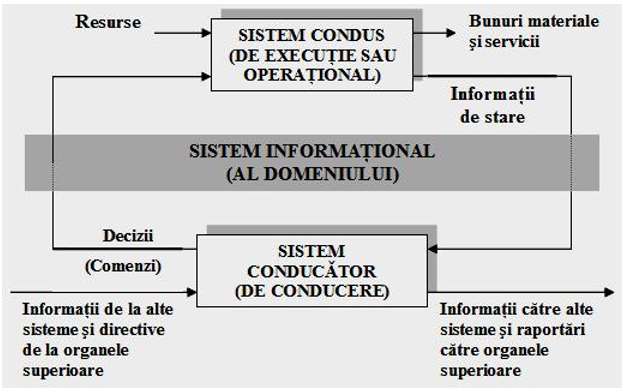 Resurse
SISTEM CONDUS
(DE EXECUȚIE SAU
OPERAȚIONAL)
Bunuri materiale
și servicii
Informații
de stare
SISTEM INFORMAȚIONAL
(AL DOMENIULUI)
Decizii
(Comenzi)
SISTEM
CONDUCĂTOR
(DE CONDUCERE)
Informații de la alte
sisteme și directive
de la organele
superioare
Informații către alte
sisteme și raportări
către organele
superioare